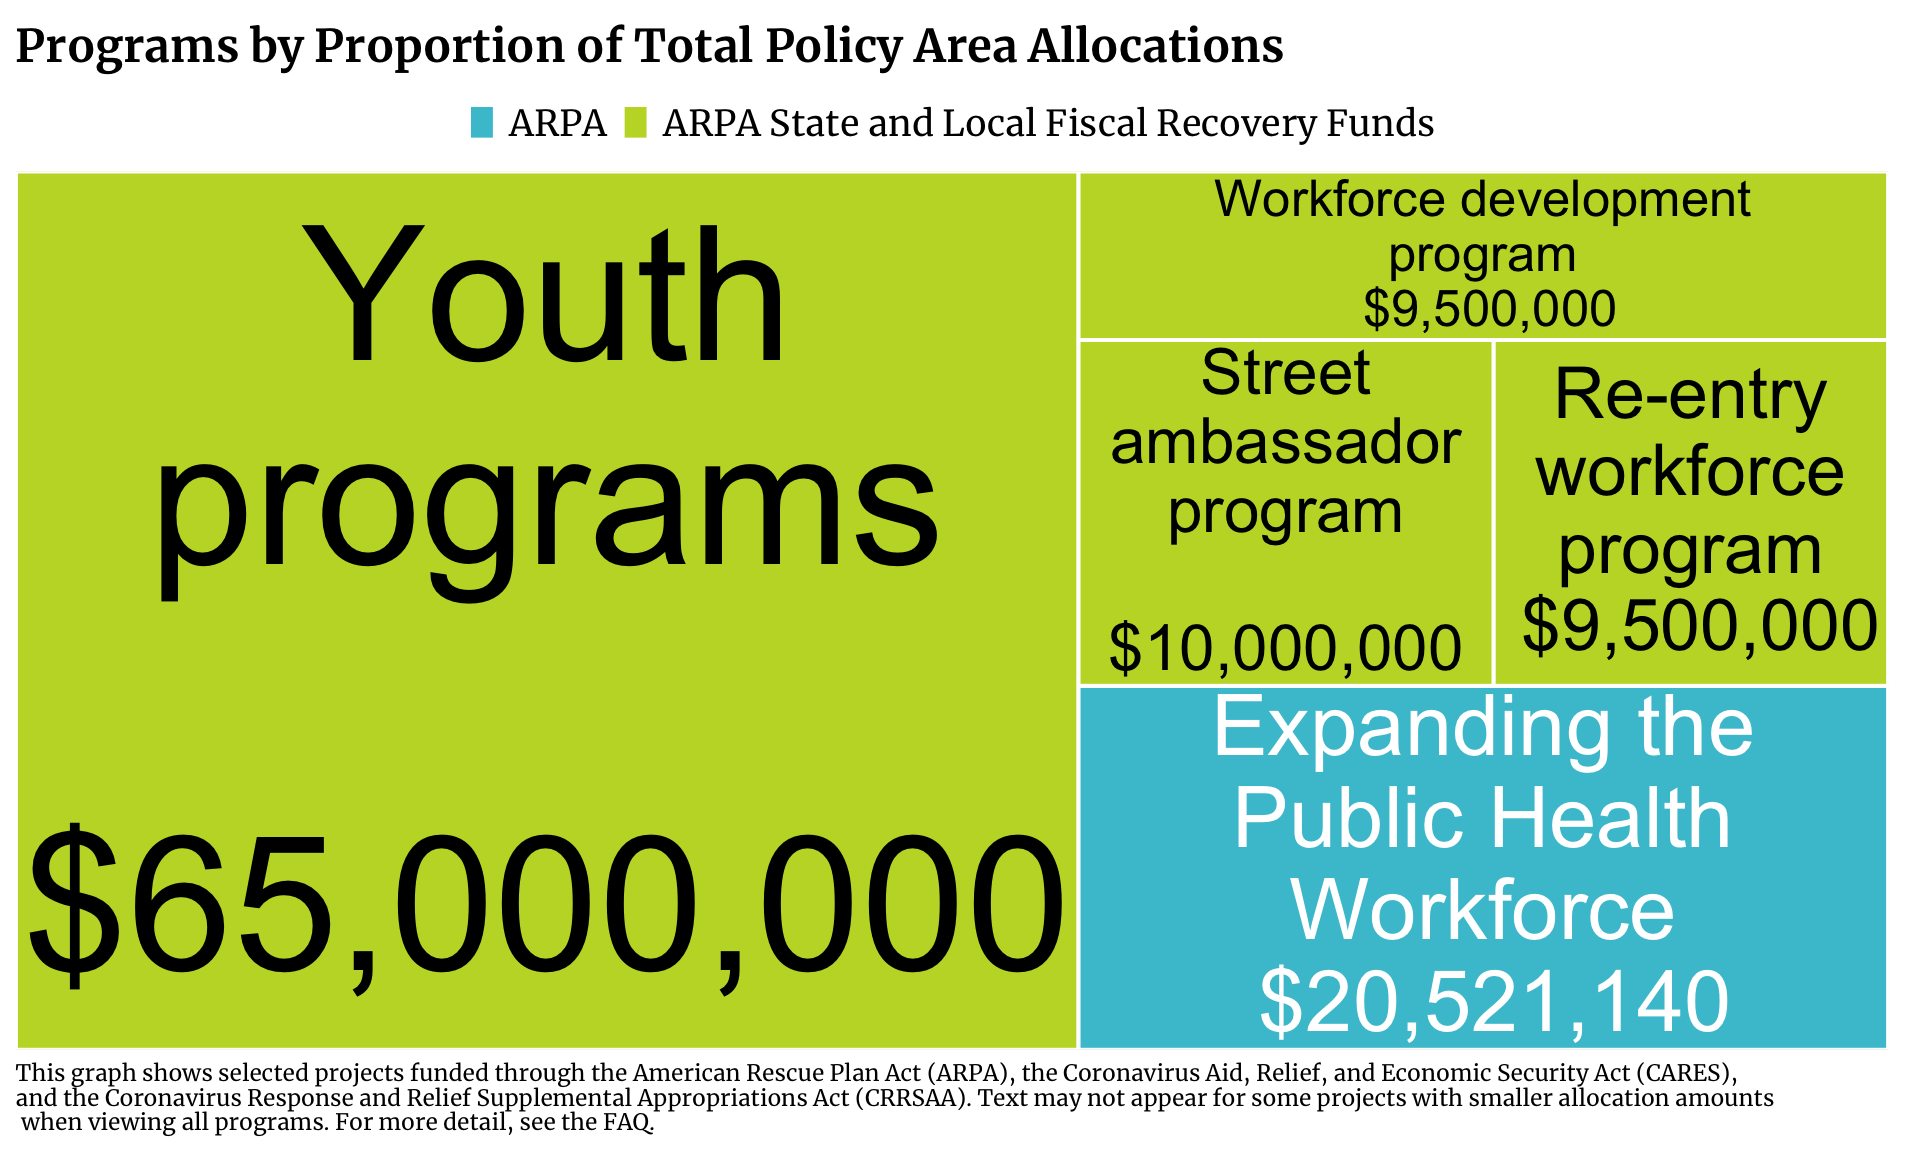 Programs by Proportion of Total Policy Area Allocations
ARPA ARPA State and Local Fiscal Recovery Funds
Youth
programs
$65,000,000
Workforce development
program
$9,500,000
Street
ambassador
program
$10,000,000
Re-entry
workforce
program
$9,500,000
Expanding the
Public Health
Workforce
$20,521,140
This graph shows selected projects funded through the American Rescue Plan Act (ARPA), the Coronavirus Aid, Relief, and Economic Security Act (CARES),
and the Coronavirus Response and Relief Supplemental Appropriations Act (CRRSAA). Text may not appear for some projects with smaller allocation amounts
when viewing all programs. For more detail, see the FAQ.